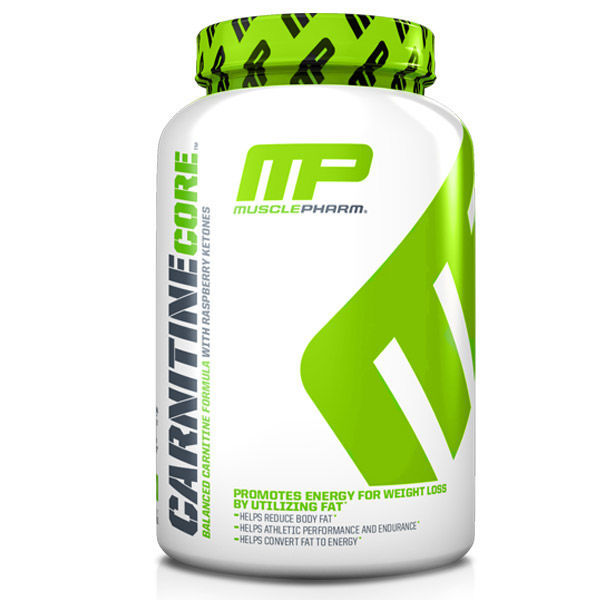 MP
MUSCLEPHARM®
CARNITINECORE™
BALANCED CARNITINE FORMULA WITH RASPBERRY KETONES
PROMOTES ENERGY FOR WEIGHT LOSS
BY UTILIZING FAT*
•HELPS REDUCE BODY FAT*
•HELPS ATHLETIC PERFORMANCE AND ENDURANCE*
•HELPS CONVERT FAT TO ENERGY*